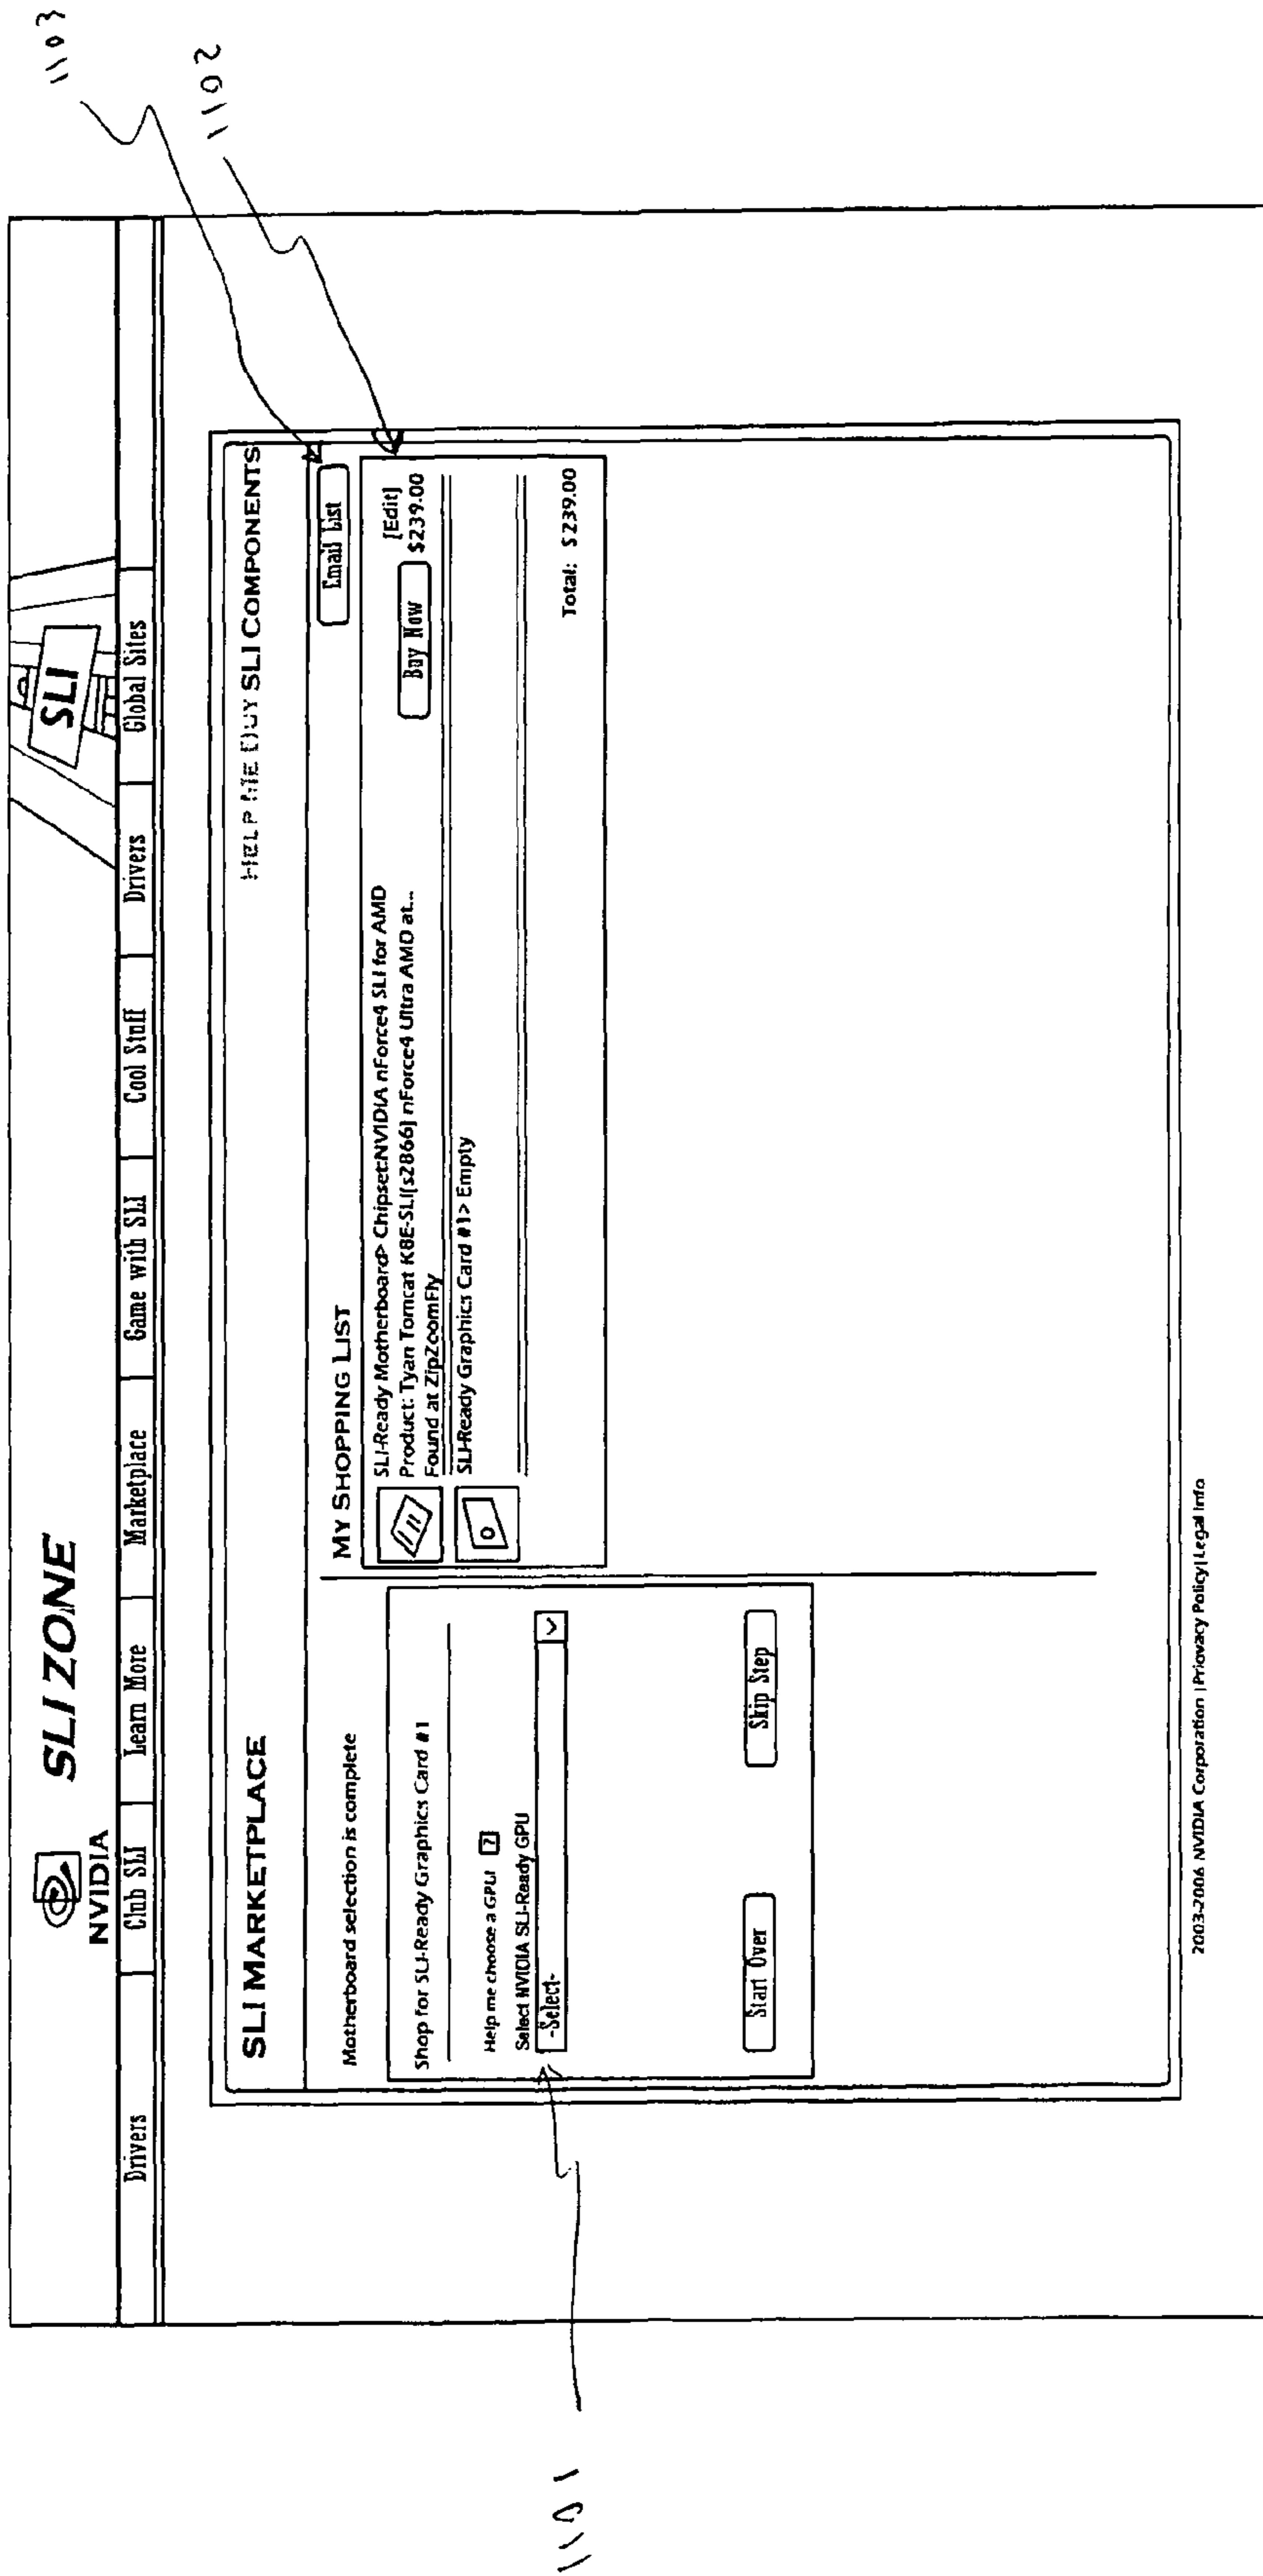 1103
1102
NVIDIA
SLI ZONE
SLI
Drivers Club SLI Learn More Marketplace Game with SLI Cool Stuff Drivers Global Sites
SLI MARKETPLACE
HELP ME BUY SLI COMPONENTS
Motherboard selection is complete
Shop for SLI-Ready Graphics Card #1
Help me choose a GPU ?
Select NVIDIA SLI-Ready GPU
-Select-
Start Over Skip Step
MY SHOPPING LIST
Email List
SLI-Ready Motherboard> Chipset:NVIDIA nForce4 SLI for AMD [Edit]
Product: Tyan Tomcat K8E-SLI[s2866] nForce4 Ultra AMD at... Buy Now $239.00
Found at ZipZoomFly
SLI-Ready Graphics Card #1> Empty
Total: $239.00
1101
2003-2006 NVIDIA Corporation | Priovacy Policy| Legal Info